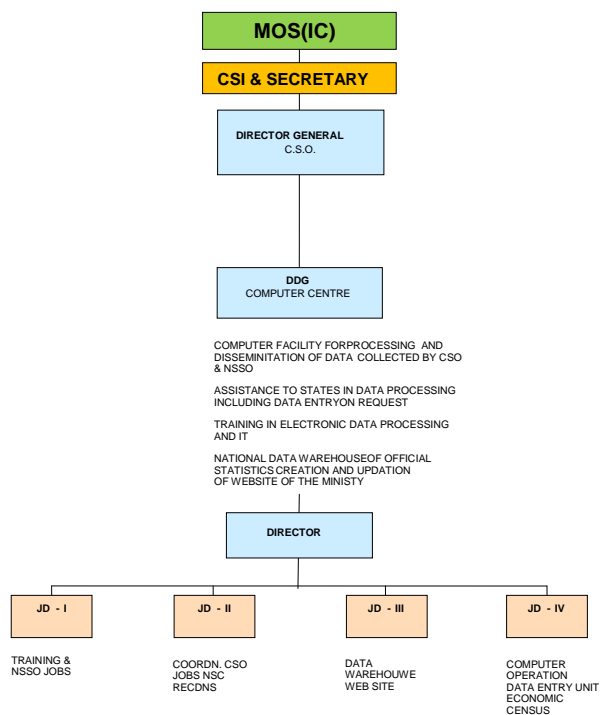 MOS(IC)
CSI & SECRETARY
DIRECTOR GENERAL
C.S.O.
DDG
COMPUTER CENTRE
COMPUTER FACILITY FORPROCESSING AND
DISSEMINITATION OF DATA COLLECTED BY CSO
& NSSO
ASSISTANCE TO STATES IN DATA PROCESSING
INCLUDING DATA ENTRYON REQUEST
TRAINING IN ELECTRONIC DATA PROCESSING
AND IT
NATIONAL DATA WAREHOUSEOF OFFICIAL
STATISTICS CREATION AND UPDATION
OF WEBSITE OF THE MINISTY
DIRECTOR
JD - I
TRAINING &
NSSO JOBS
JD - II
COORDN. CSO
JOBS NSC
RECDNS
JD - III
DATA
WAREHOUWE
WEB SITE
JD - IV
COMPUTER
OPERATION
DATA ENTRY UNIT
ECONOMIC
CENSUS